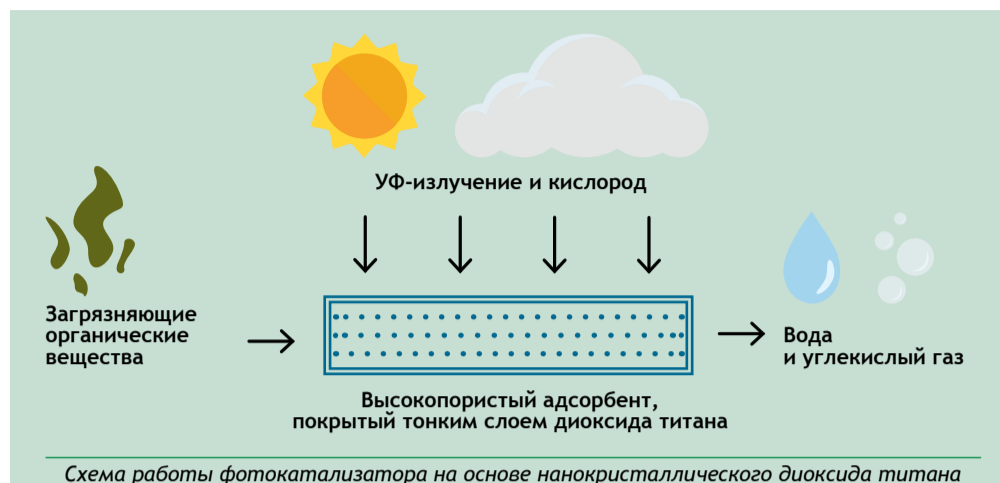 УФ-излучение и кислород
Загрязняющие
органические
вещества
Вода
и углекислый газ
Высокопористый адсорбент,
покрытый тонким слоем диоксида титана
Схема работы фотокатализатора на основе нанокристаллического диоксида титана